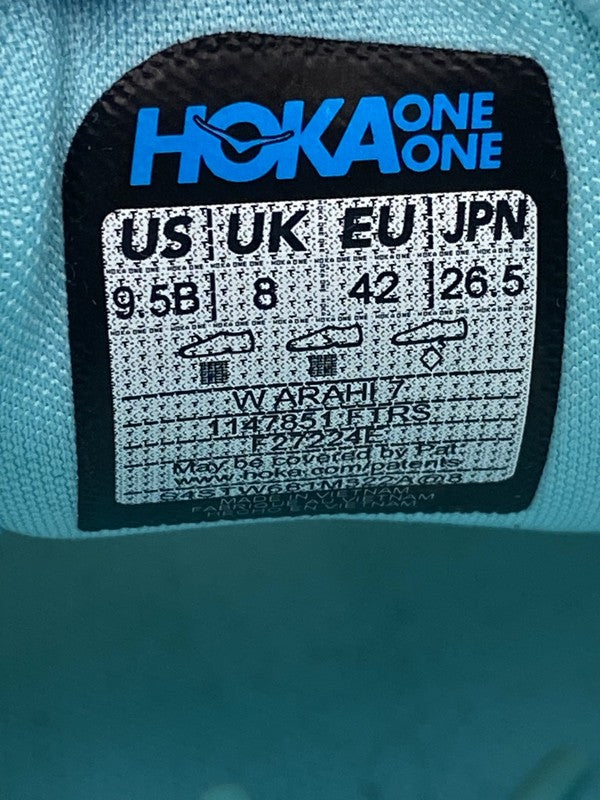 HOKA ONE ONE
US UK EU JPN
9.5B 8 42 26.5
W ARAHI 7
1147851 FTRS
F27224E
May be covered by Pat.
www.hoka.com/patents
MADE IN VIETNAM